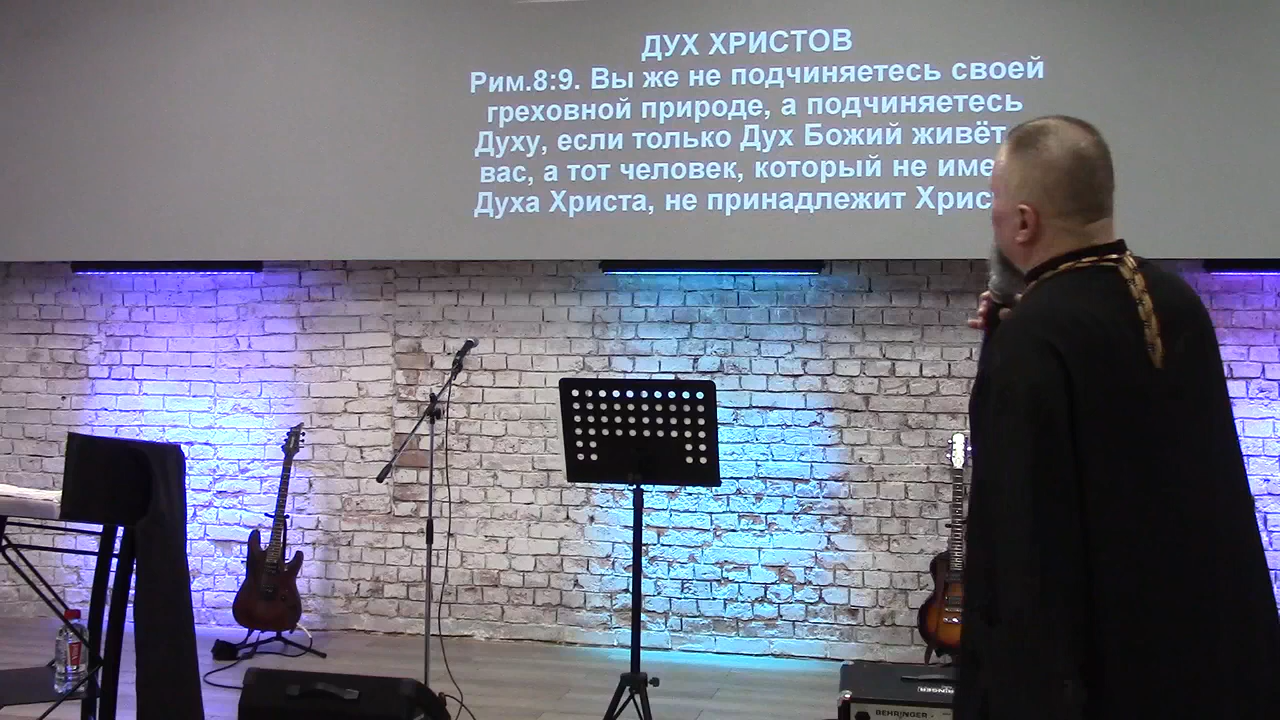 ДУХ ХРИСТОВ
Рим.8:9. Вы же не подчиняетесь своей
греховной природе, а подчиняетесь
Духу, если только Дух Божий живёт
вас, а тот человек, который не име
Духа Христа, не принадлежит Хрис
BEHRINGER